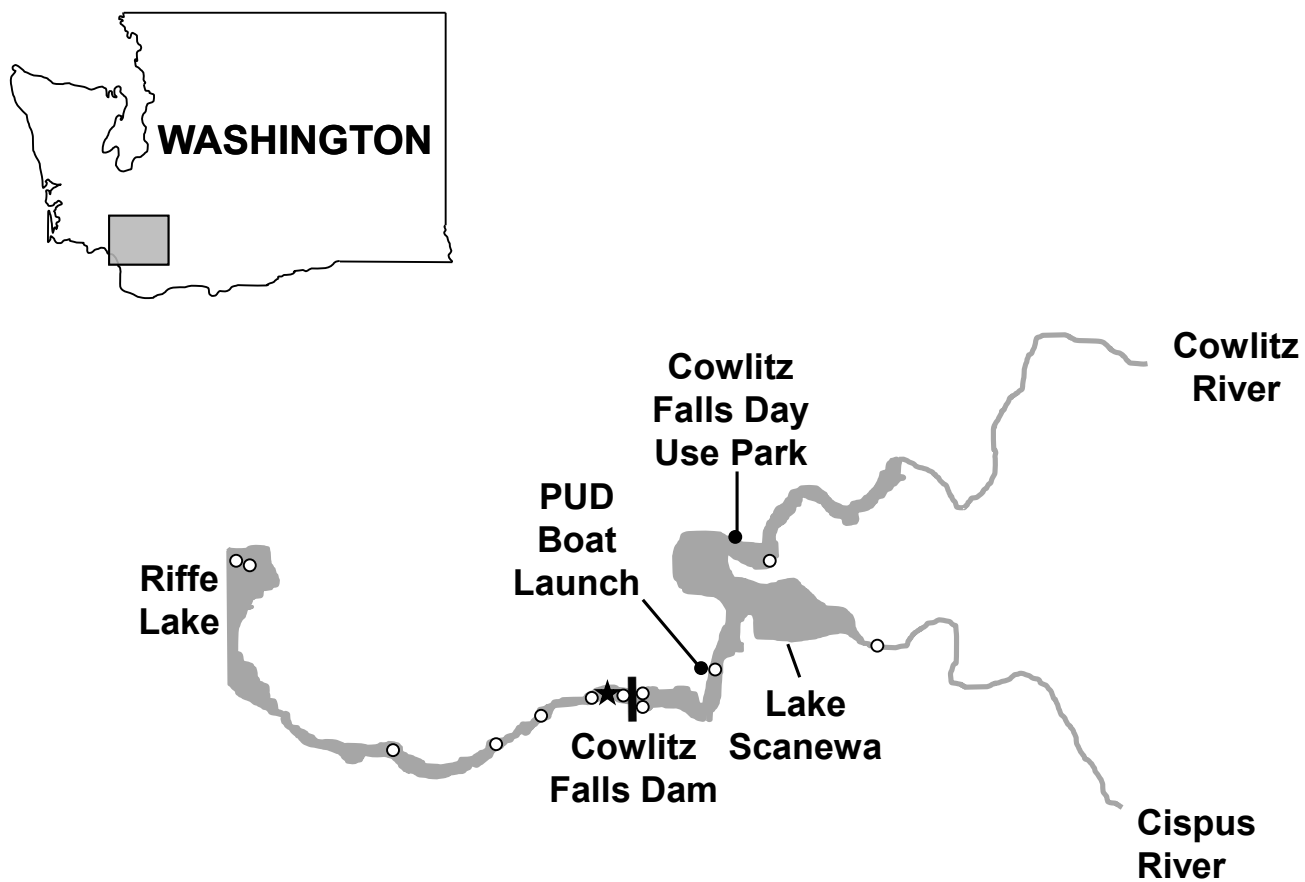 WASHINGTON
Cowlitz
River
Cowlitz
Falls Day
Use Park
PUD
Boat
Launch
Riffe
Lake
Lake
Scanewa
Cowlitz
Falls Dam
Cispus
River